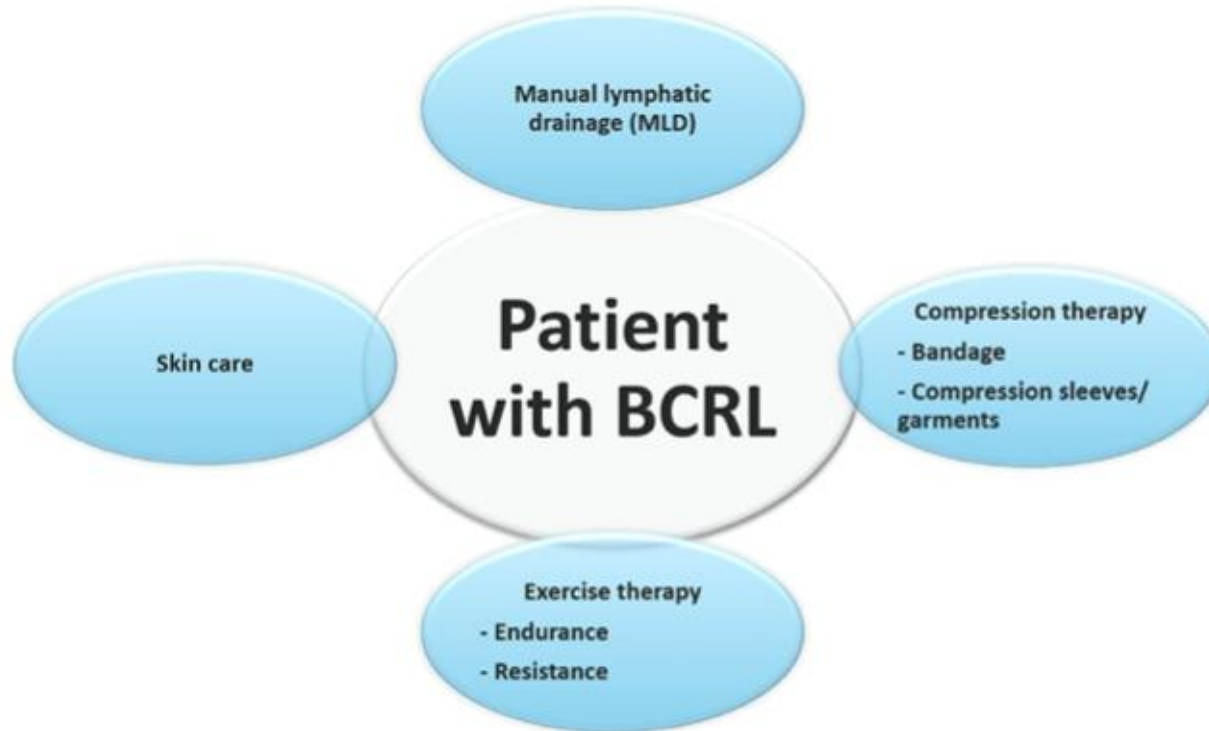 Manual lymphatic
drainage (MLD)
Patient
with BCRL
Skin care
Compression therapy
- Bandage
- Compression sleeves/
garments
Exercise therapy
- Endurance
- Resistance